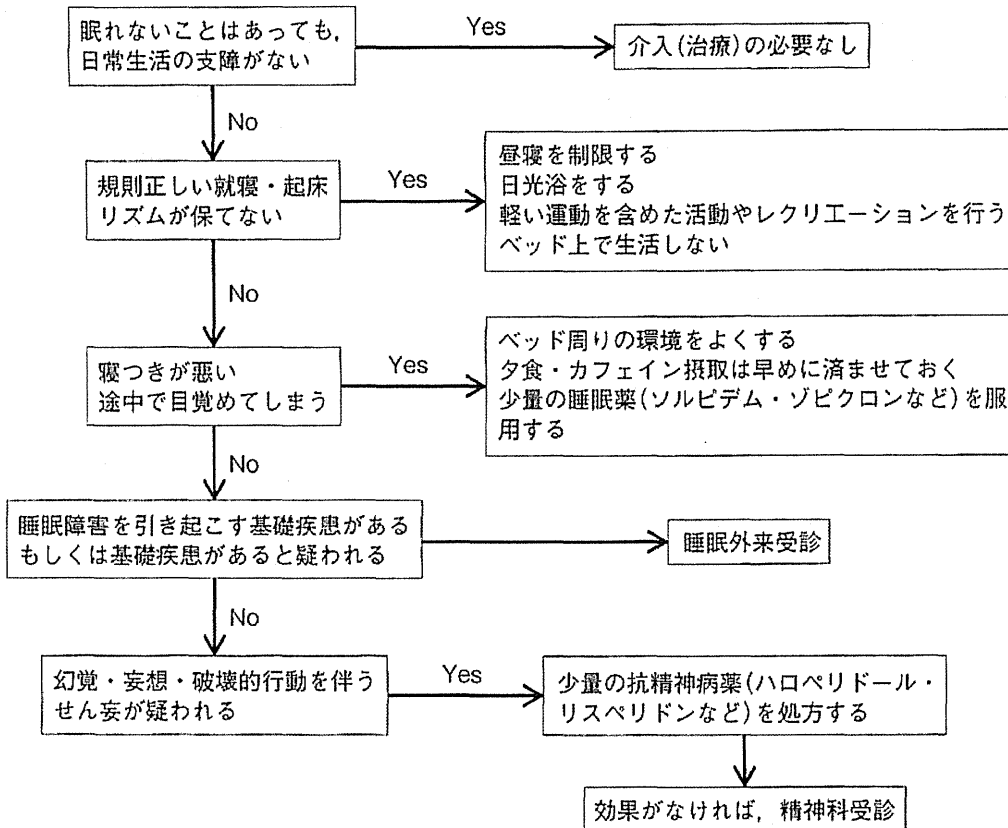 眠れないことはあっても,
日常生活の支障がない
Yes
介入(治療)の必要なし
No
規則正しい就寝・起床
リズムが保てない
Yes
昼寝を制限する
日光浴をする
軽い運動を含めた活動やレクリエーションを行う
ベッド上で生活しない
No
寝つきが悪い
途中で目覚めてしまう
Yes
ベッド周りの環境をよくする
夕食・カフェイン摂取は早めに済ませておく
少量の睡眠薬(ゾルピデム・ゾピクロンなど)を服
用する
No
睡眠障害を引き起こす基礎疾患がある
もしくは基礎疾患があると疑われる
睡眠外来受診
No
幻覚・妄想・破壊的行動を伴う
せん妄が疑われる
Yes
少量の抗精神病薬(ハロペリドール・
リスペリドンなど)を処方する
効果がなければ, 精神科受診